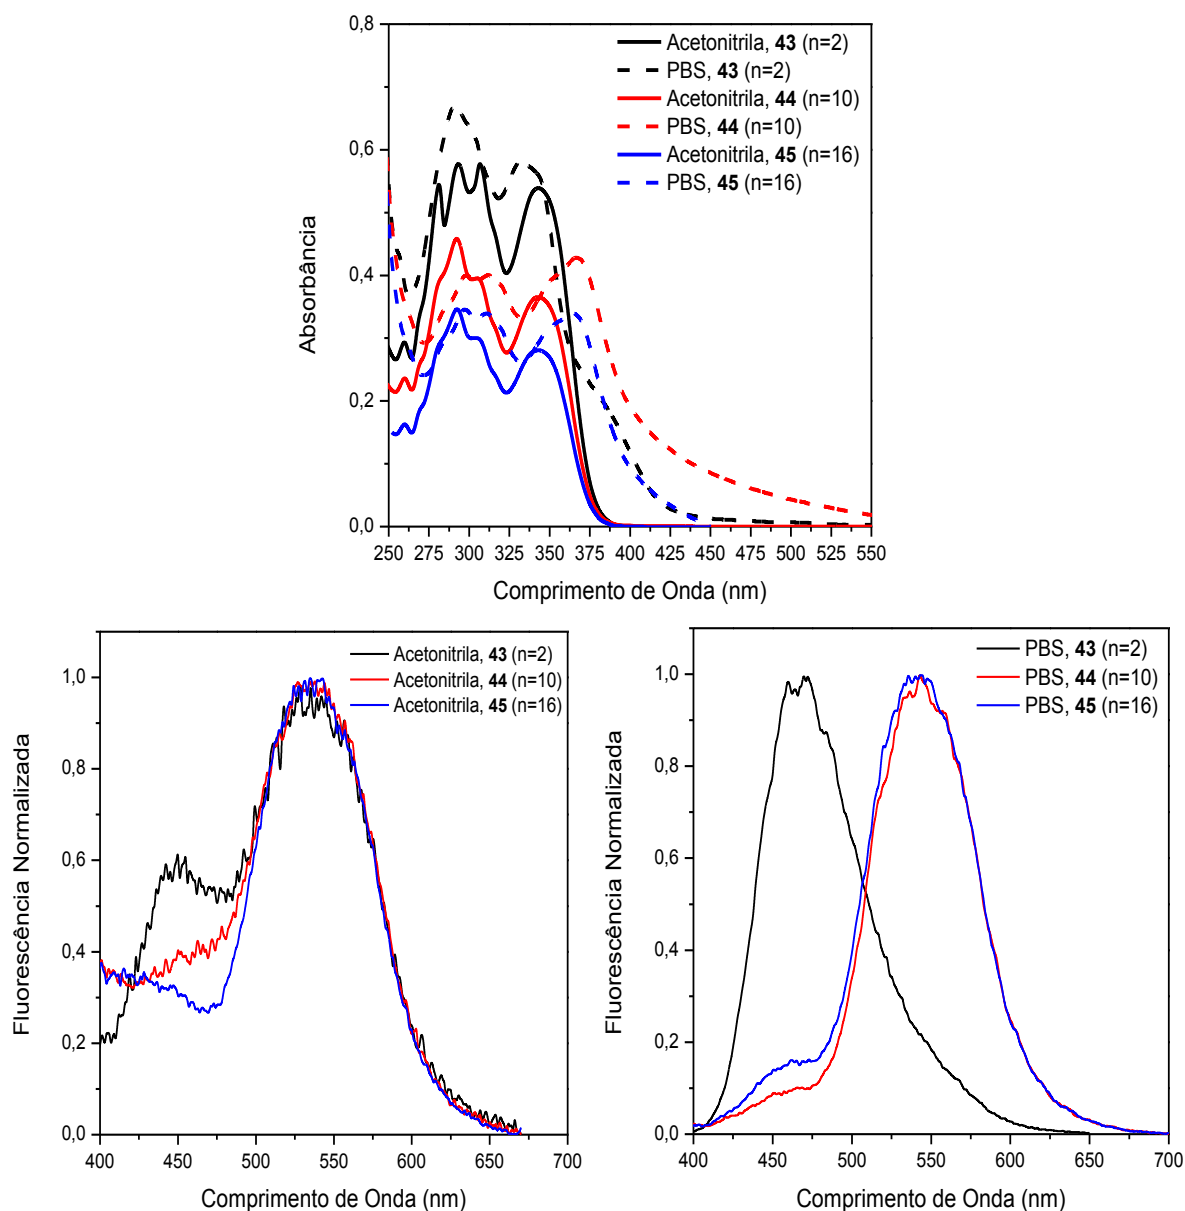 0,8
0,6
0,4
0,2
0,0
Absorbância
Acetonitrila, 43 (n=2)
PBS, 43 (n=2)
Acetonitrila, 44 (n=10)
PBS, 44 (n=10)
Acetonitrila, 45 (n=16)
PBS, 45 (n=16)
250 275 300 325 350 375 400 425 450 475 500 525 550
Comprimento de Onda (nm)
1,0
0,8
0,6
0,4
0,2
0,0
Fluorescência Normalizada
Acetonitrila, 43 (n=2)
Acetonitrila, 44 (n=10)
Acetonitrila, 45 (n=16)
400 450 500 550 600 650 700
Comprimento de Onda (nm)
1,0
0,8
0,6
0,4
0,2
0,0
Fluorescência Normalizada
PBS, 43 (n=2)
PBS, 44 (n=10)
PBS, 45 (n=16)
400 450 500 550 600 650 700
Comprimento de Onda (nm)